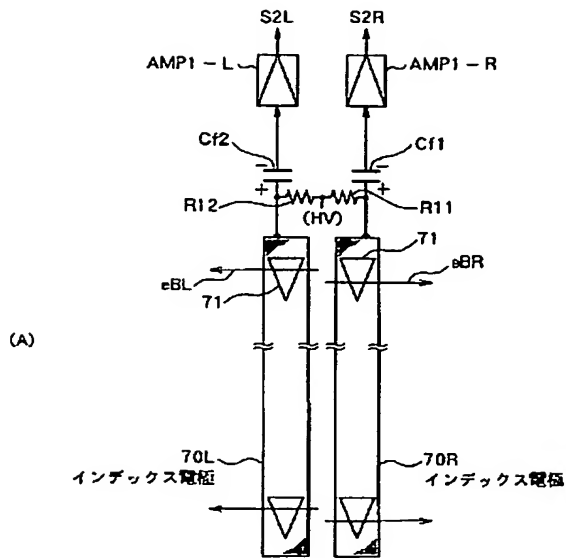 S2L S2R
AMP1-L AMP1-R
Cf2 Cf1
- -
+ +
R12 (HV) R11
71
eBL eBR
71
(A)
70L 70R
インデックス電極 インデックス電極